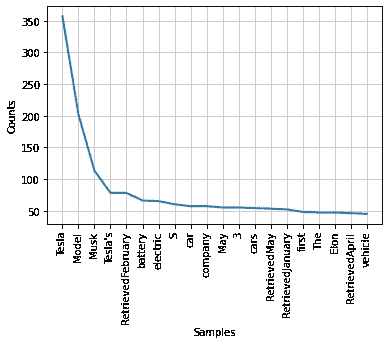 350
300
250
200
150
100
50
Counts
Tesla
Model
Musk
Tesla's
RetrievedFebruary
battery
electric
S
car
company
May
3
cars
RetrievedMay
RetrievedJanuary
first
The
Elon
RetrievedApril
vehicle
Samples